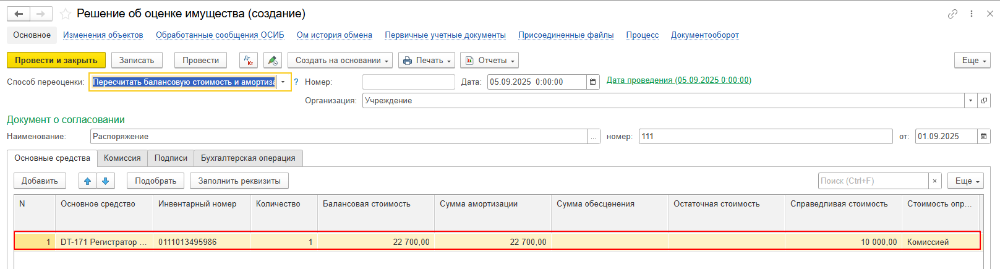 Решение об оценке имущества (создание)
Основное Изменения объектов Обработанные сообщения ОСИБ Ом история обмена Первичные учетные документы Присоединенные файлы Процесс Документооборот
Провести и закрыть Записать Провести Дт Кт Создать на основании Печать Отчеты Еще
Способ переоценки: Пересчитать балансовую стоимость и амортиза ? Номер: Дата: 05.09.2025 0:00:00 Дата проведения (05.09.2025 0:00:00)
Организация: Учреждение
Документ о согласовании
Наименование: Распоряжение ... номер: 111 от: 01.09.2025
Основные средства Комиссия Подписи Бухгалтерская операция
Добавить Подобрать Заполнить реквизиты Поиск (Ctrl+F) × Еще
N Основное средство Инвентарный номер Количество Балансовая стоимость Сумма амортизации Сумма обесценения Остаточная стоимость Справедливая стоимость Стоимость опр...
1 DT-171 Регистратор ... 0111013495986 1 22 700,00 22 700,00 10 000,00 Комиссией